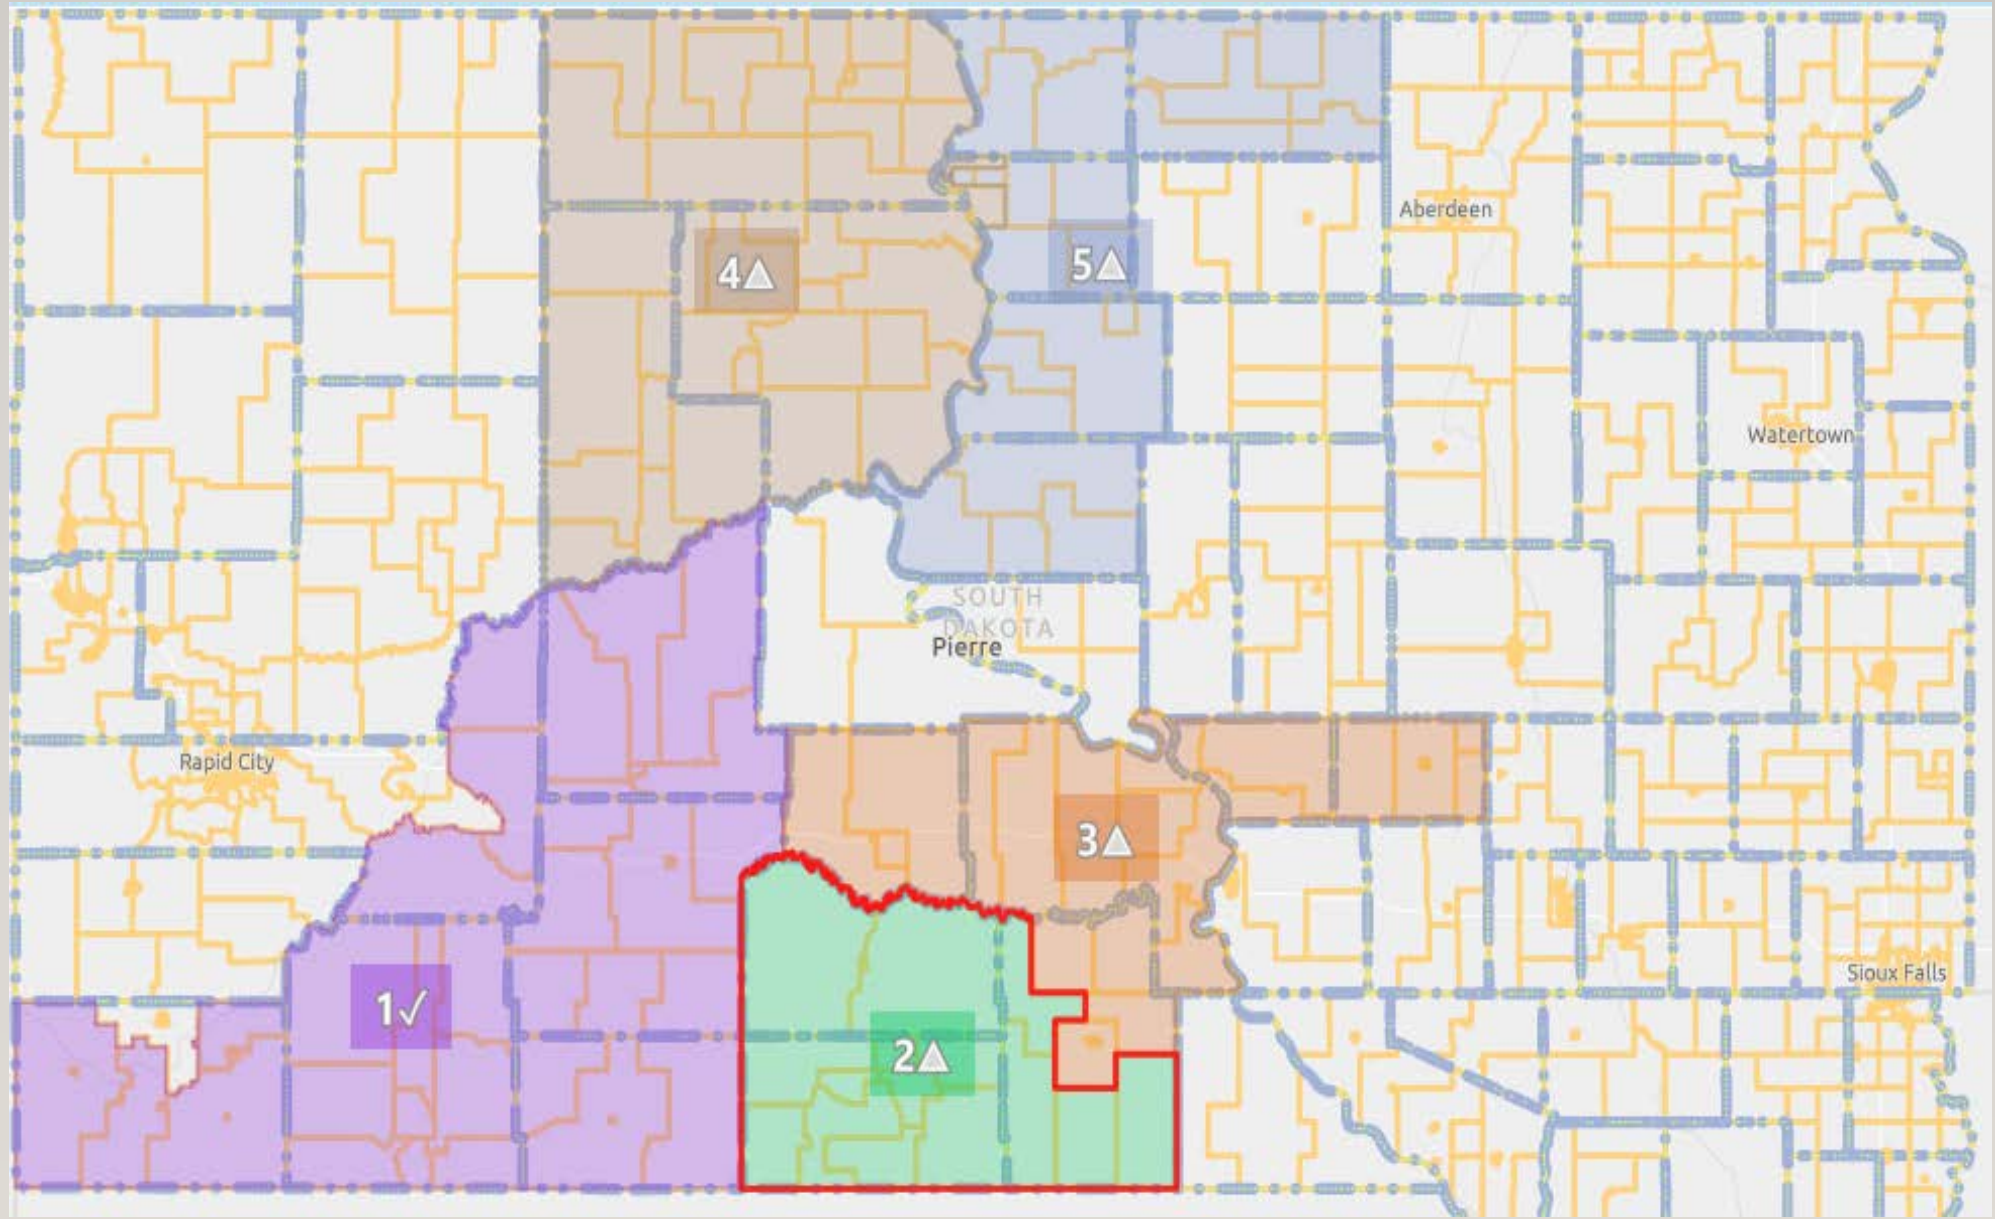 Aberdeen
4△
5△
Watertown
SOUTH
DAKOTA
Pierre
Rapid City
3△
Sioux Falls
1✓
2△